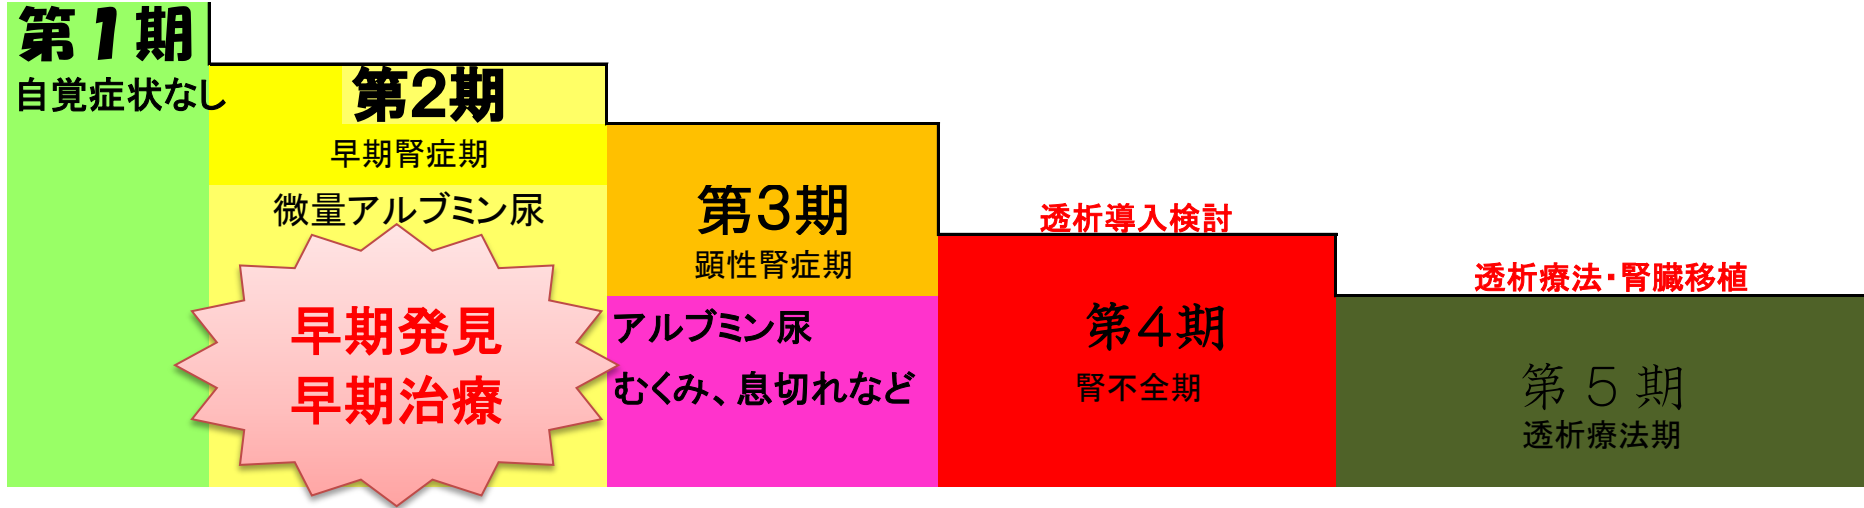 第１期
自覚症状なし
第2期
早期腎症期
微量アルブミン尿
早期発見
早期治療
第3期
顕性腎症期
アルブミン尿
むくみ、息切れなど
透析導入検討
第4期
腎不全期
透析療法・腎臓移植
第５期
透析療法期